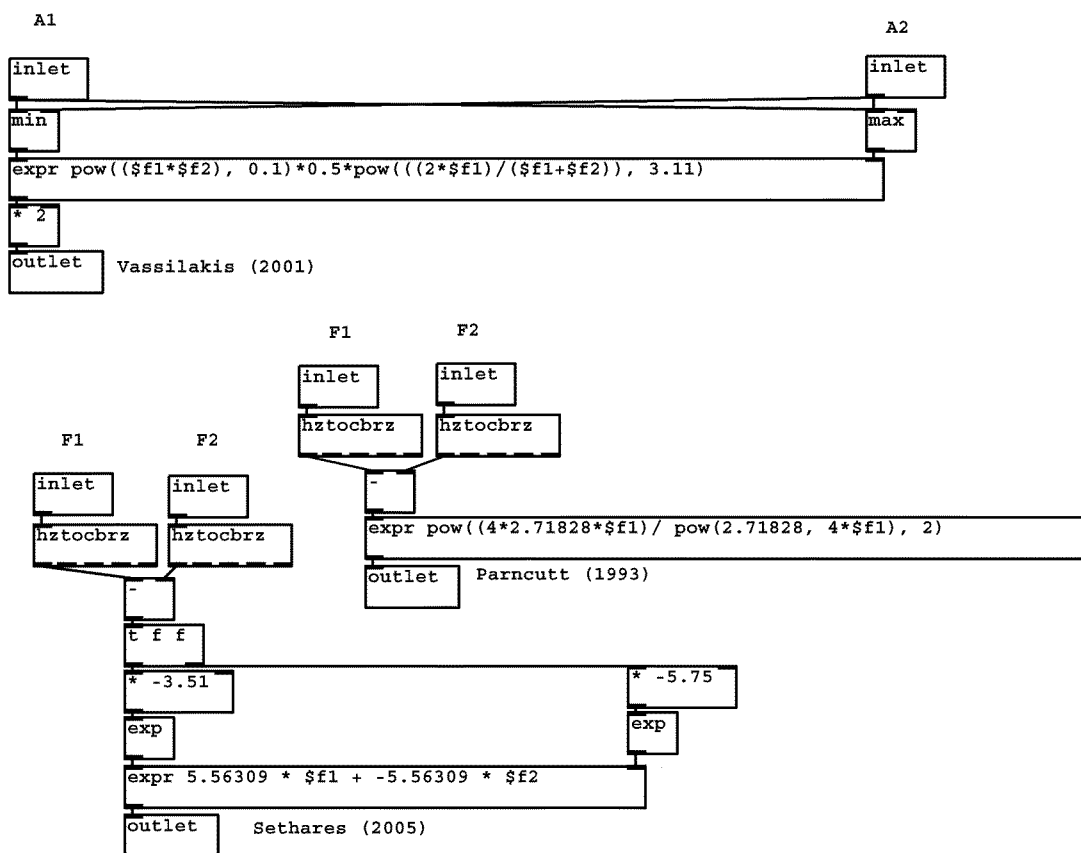 A1
A2
inlet
inlet
min
max
expr pow(($f1*$f2), 0.1)*0.5*pow(((2*$f1)/($f1+$f2)), 3.11)
* 2
outlet
Vassilakis (2001)
F1
F2
inlet
inlet
hztocbrz
hztocbrz
-
expr pow((4*2.71828*$f1)/ pow(2.71828, 4*$f1), 2)
outlet
Parncutt (1993)
F1
F2
inlet
inlet
hztocbrz
hztocbrz
-
t f f
* -3.51
* -5.75
exp
exp
expr 5.56309 * $f1 + -5.56309 * $f2
outlet
Sethares (2005)